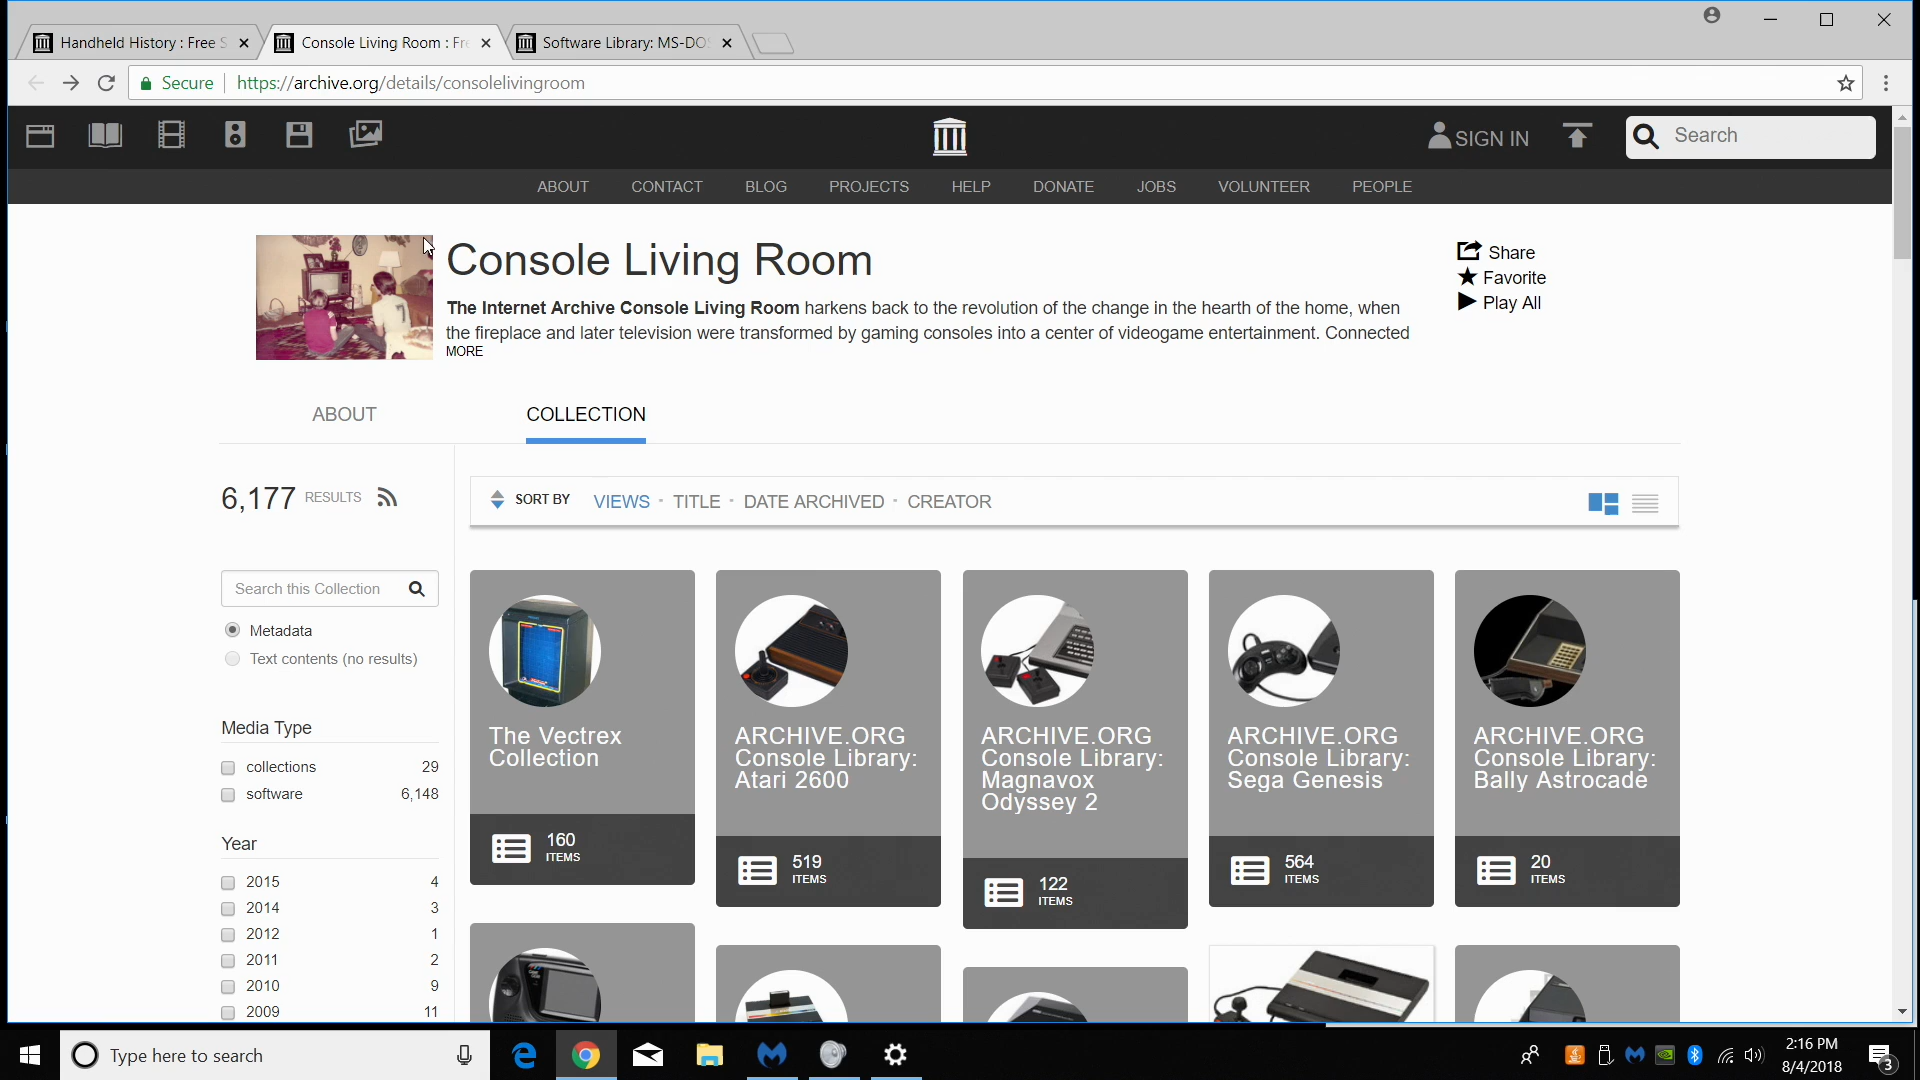 Handheld History : Free S
Console Living Room : Fre
Software Library: MS-DOS
Secure
https://archive.org/details/consolelivingroom
SIGN IN
Search
ABOUT
CONTACT
BLOG
PROJECTS
HELP
DONATE
JOBS
VOLUNTEER
PEOPLE
Console Living Room
The Internet Archive Console Living Room harkens back to the revolution of the change in the hearth of the home, when
the fireplace and later television were transformed by gaming consoles into a center of videogame entertainment. Connected
MORE
Share
Favorite
Play All
ABOUT
COLLECTION
6,177 RESULTS
SORT BY
VIEWS · TITLE · DATE ARCHIVED · CREATOR
Search this Collection
Metadata
Text contents (no results)
Media Type
collections 29
software 6,148
Year
2015 4
2014 3
2012 1
2011 2
2010 9
2009 11
The Vectrex
Collection
160
ITEMS
ARCHIVE.ORG
Console Library:
Atari 2600
519
ITEMS
ARCHIVE.ORG
Console Library:
Magnavox
Odyssey 2
122
ITEMS
ARCHIVE.ORG
Console Library:
Sega Genesis
564
ITEMS
ARCHIVE.ORG
Console Library:
Bally Astrocade
20
ITEMS
Type here to search
2:16 PM
8/4/2018
3